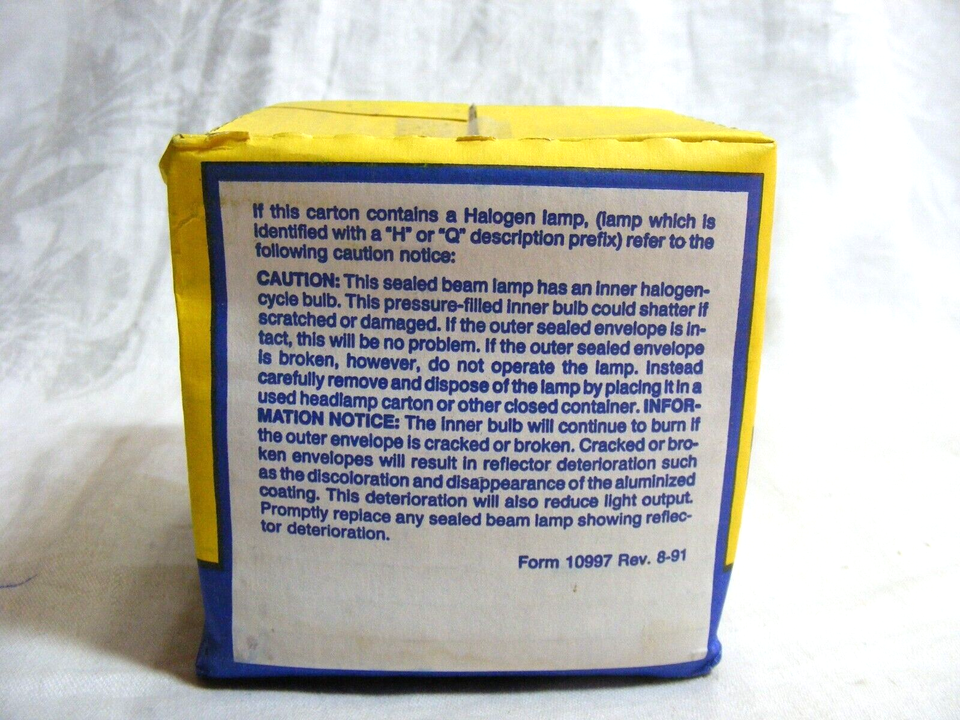 If this carton contains a Halogen lamp, (lamp which is
identified with a "H" or "Q" description prefix) refer to the
following caution notice:
CAUTION: This sealed beam lamp has an inner halogen-
cycle bulb. This pressure-filled inner bulb could shatter if
scratched or damaged. If the outer sealed envelope is in-
tact, this will be no problem. If the outer sealed envelope
is broken, however, do not operate the lamp. Instead
carefully remove and dispose of the lamp by placing it in a
used headlamp carton or other closed container. INFOR-
MATION NOTICE: The inner bulb will continue to burn if
the outer envelope is cracked or broken. Cracked or bro-
ken envelopes will result in reflector deterioration such
as the discoloration and disappearance of the aluminized
coating. This deterioration will also reduce light output.
Promptly replace any sealed beam lamp showing reflec-
tor deterioration.
Form 10997 Rev. 8-91